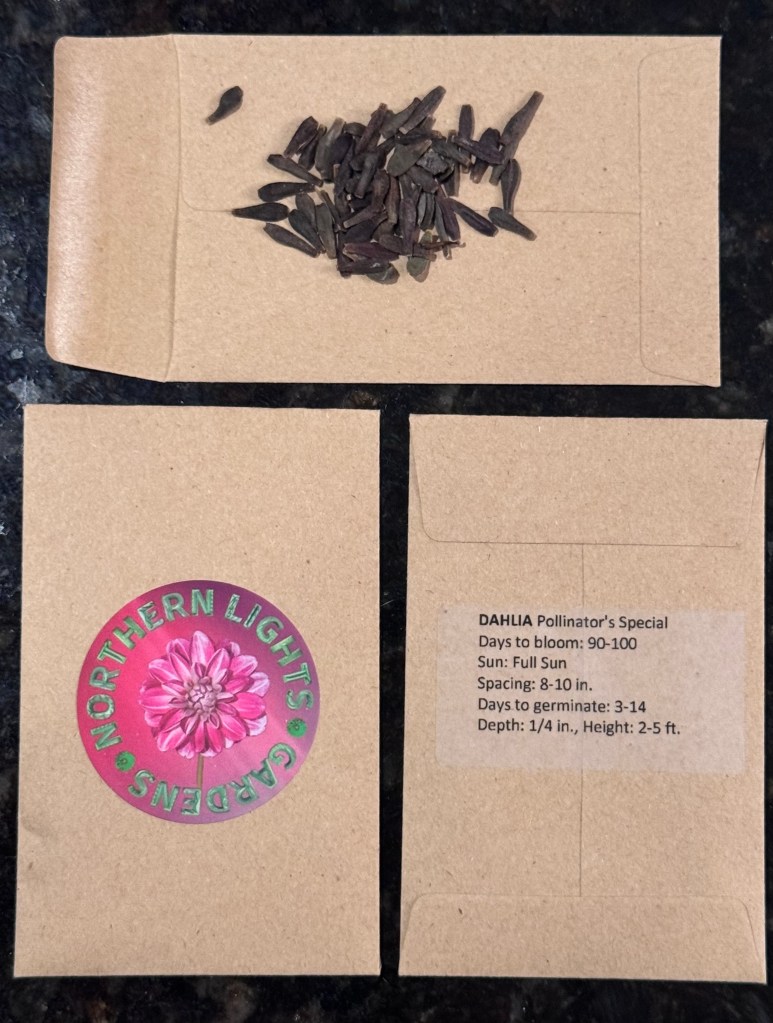 NORTHERN LIGHTS
GARDENS
DAHLIA Pollinator's Special
Days to bloom: 90-100
Sun: Full Sun
Spacing: 8-10 in.
Days to germinate: 3-14
Depth: 1/4 in., Height: 2-5 ft.